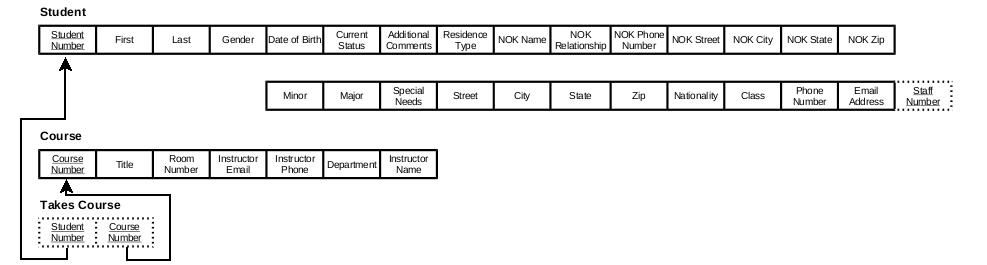 Student
Student Number First Last Gender Date of Birth Current Status Additional Comments Residence Type NOK Name NOK Relationship NOK Phone Number NOK Street NOK City NOK State NOK Zip
Minor Major Special Needs Street City State Zip Nationality Class Phone Number Email Address Staff Number
Course
Course Number Title Room Number Instructor Email Instructor Phone Department Instructor Name
Takes Course
Student Number Course Number